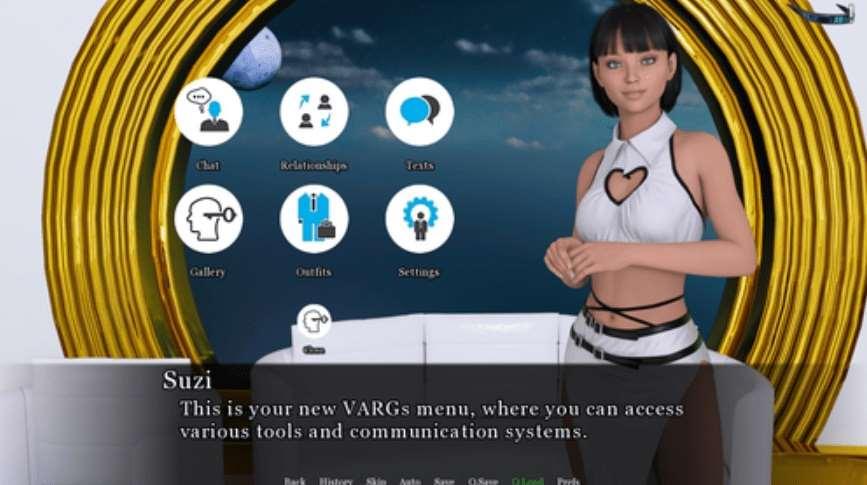 Chat Relationships Texts
Gallery Outfits Settings
Close
Suzi
This is your new VARGs menu, where you can access
various tools and communication systems.
Back History Skip Auto Save Q.Save Q.Load Prefs